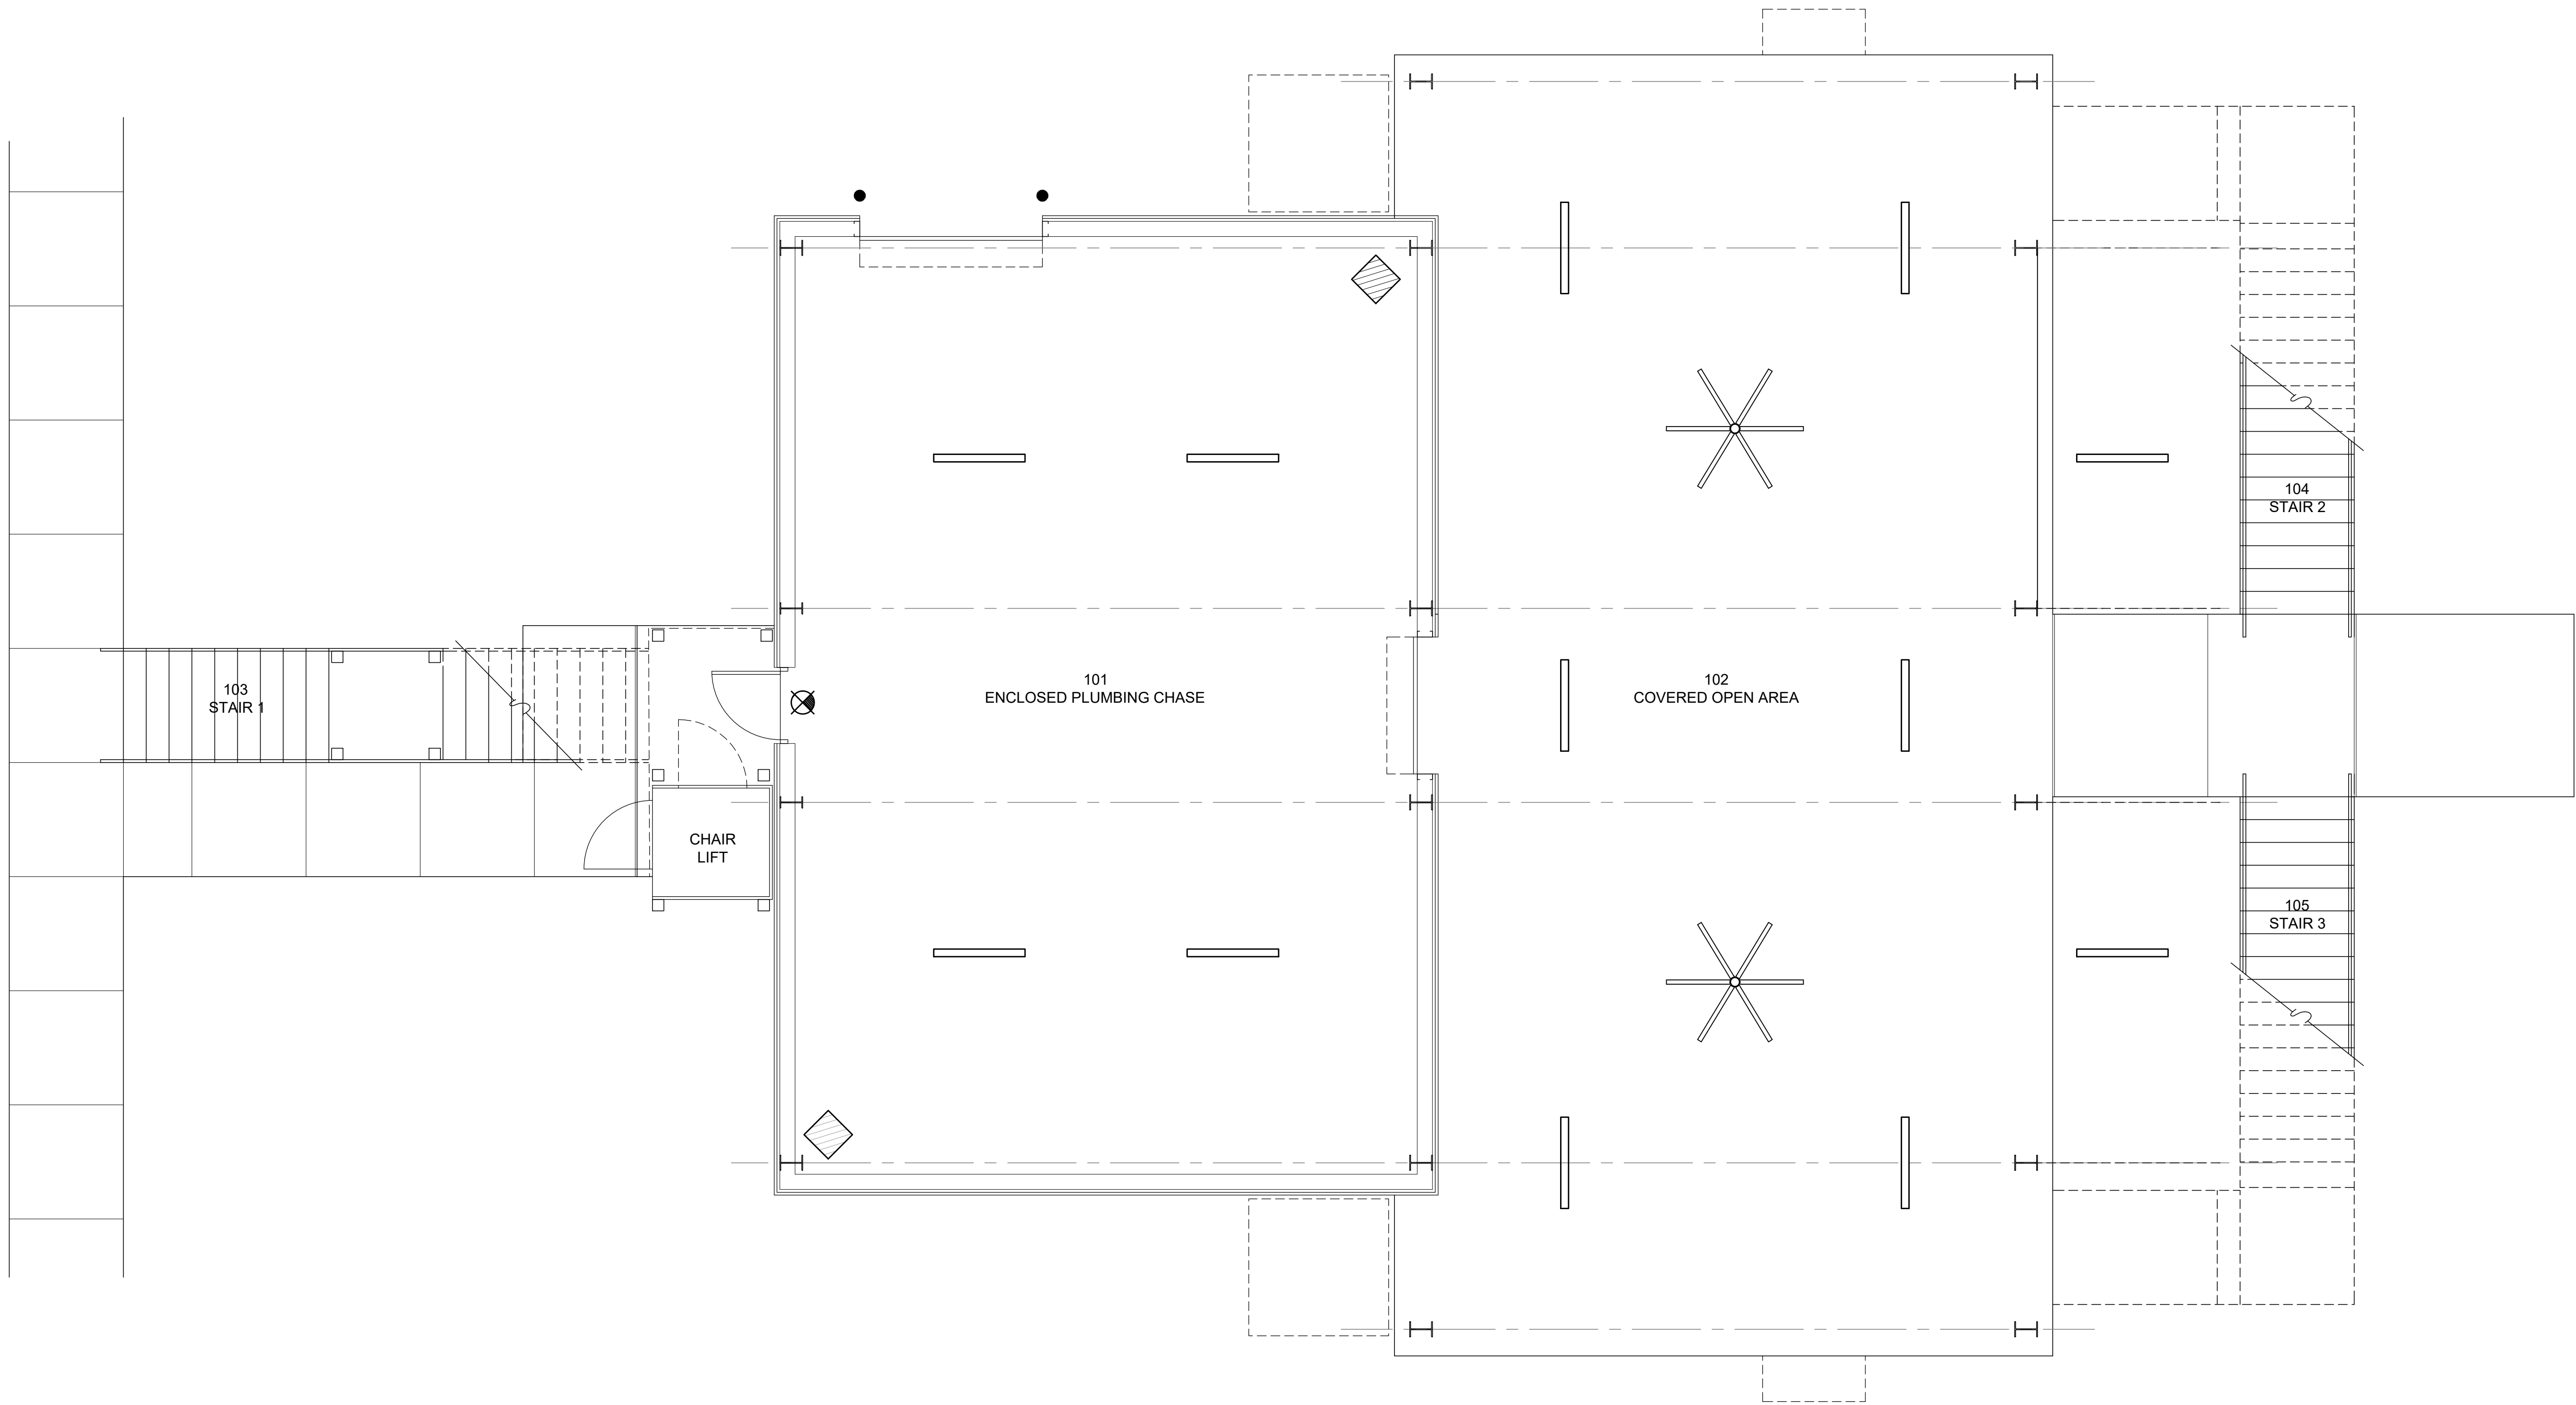 104
STAIR 2
101
ENCLOSED PLUMBING CHASE
102
COVERED OPEN AREA
103
STAIR 1
CHAIR
LIFT
105
STAIR 3